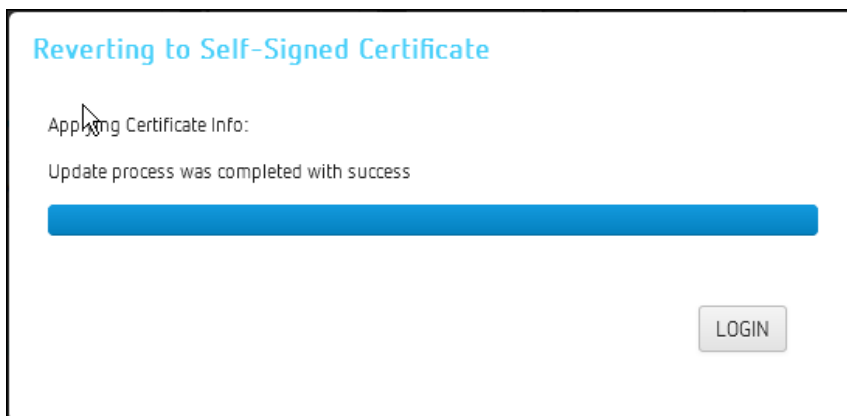 Reverting to Self-Signed Certificate
Applying Certificate Info:
Update process was completed with success
LOGIN